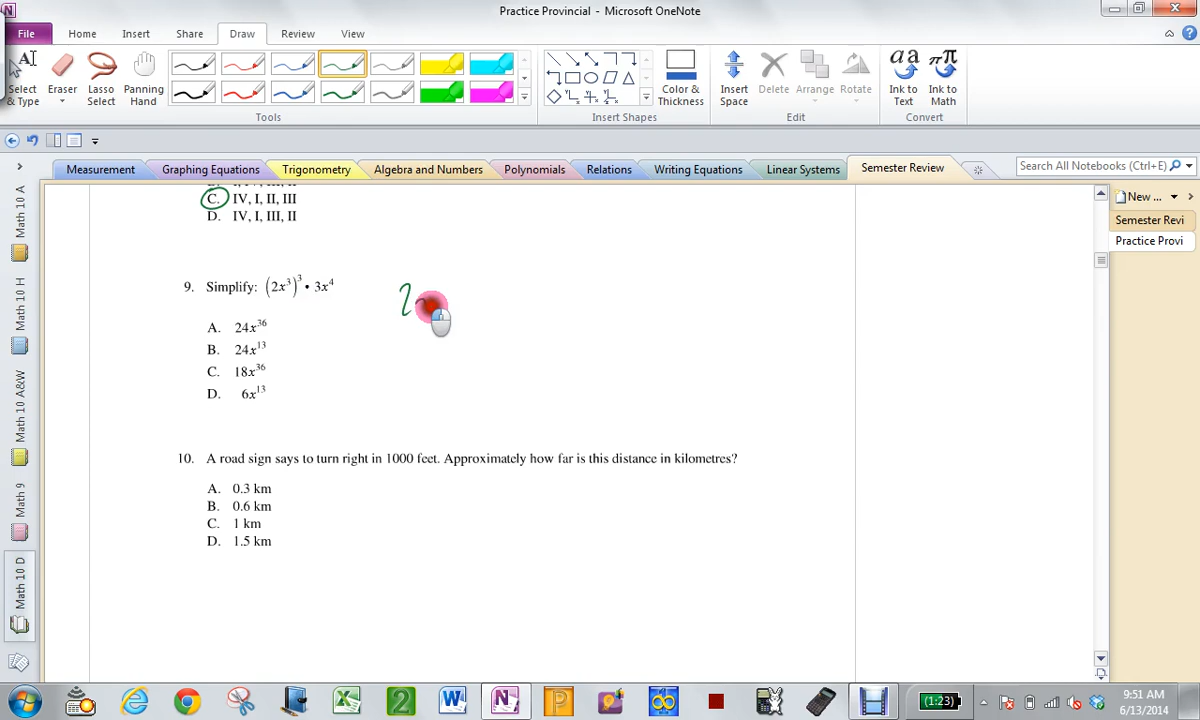 Practice Provincial - Microsoft OneNote
File Home Insert Share Draw Review View
Select & Type Eraser Lasso Select Panning Hand Color & Thickness Insert Space Delete Arrange Rotate Ink to Text Ink to Math
Tools Insert Shapes Edit Convert
Measurement Graphing Equations Trigonometry Algebra and Numbers Polynomials Relations Writing Equations Linear Systems Semester Review Search All Notebooks (Ctrl+E)
New ...
Semester Revi
Practice Provi
Math 10 A
Math 10 H
Math 10 A&W
Math 9
Math 10 D
C. IV, I, II, III
D. IV, I, III, II
9. Simplify: (2x³)³ • 3x⁴
2
A. 24x³⁶
B. 24x¹³
C. 18x³⁶
D. 6x¹³
10. A road sign says to turn right in 1000 feet. Approximately how far is this distance in kilometres?
A. 0.3 km
B. 0.6 km
C. 1 km
D. 1.5 km
(1:23)
9:51 AM
6/13/2014